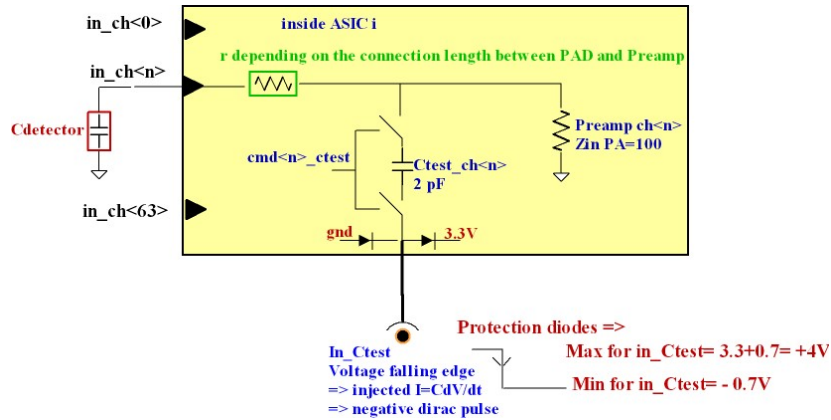 in_ch<0>
inside ASIC i
r depending on the connection length between PAD and Preamp
in_ch<n>
Cdetector
Preamp ch<n>
Zin PA=100
cmd<n>_ctest
Ctest_ch<n>
2 pF
in_ch<63>
gnd
3.3V
In_Ctest
Voltage falling edge
=> injected I=CdV/dt
=> negative dirac pulse
Protection diodes =>
Max for in_Ctest= 3.3+0.7= +4V
Min for in_Ctest= - 0.7V